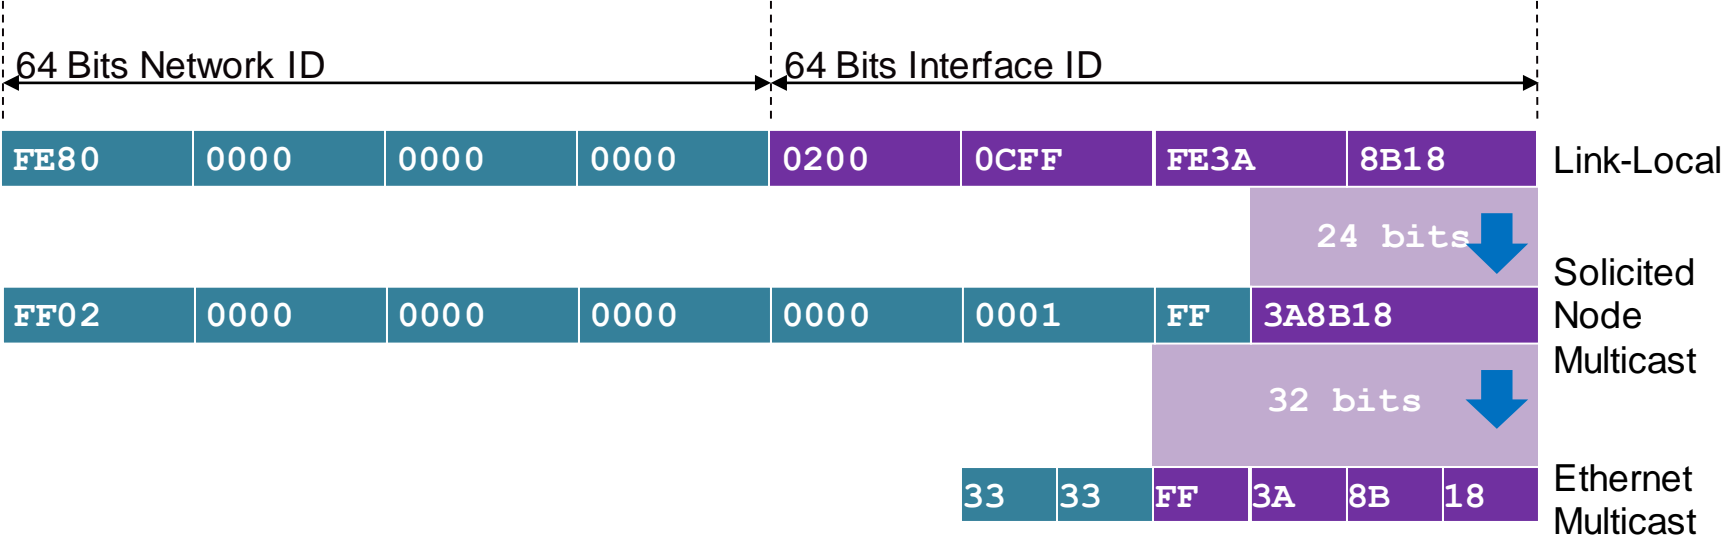 64 Bits Network ID 64 Bits Interface ID
FE80 0000 0000 0000 0200 0CFF FE3A 8B18 Link-Local
24 bits
FF02 0000 0000 0000 0000 0001 FF 3A8B18 Solicited
Node
Multicast
32 bits
33 33 FF 3A 8B 18 Ethernet
Multicast